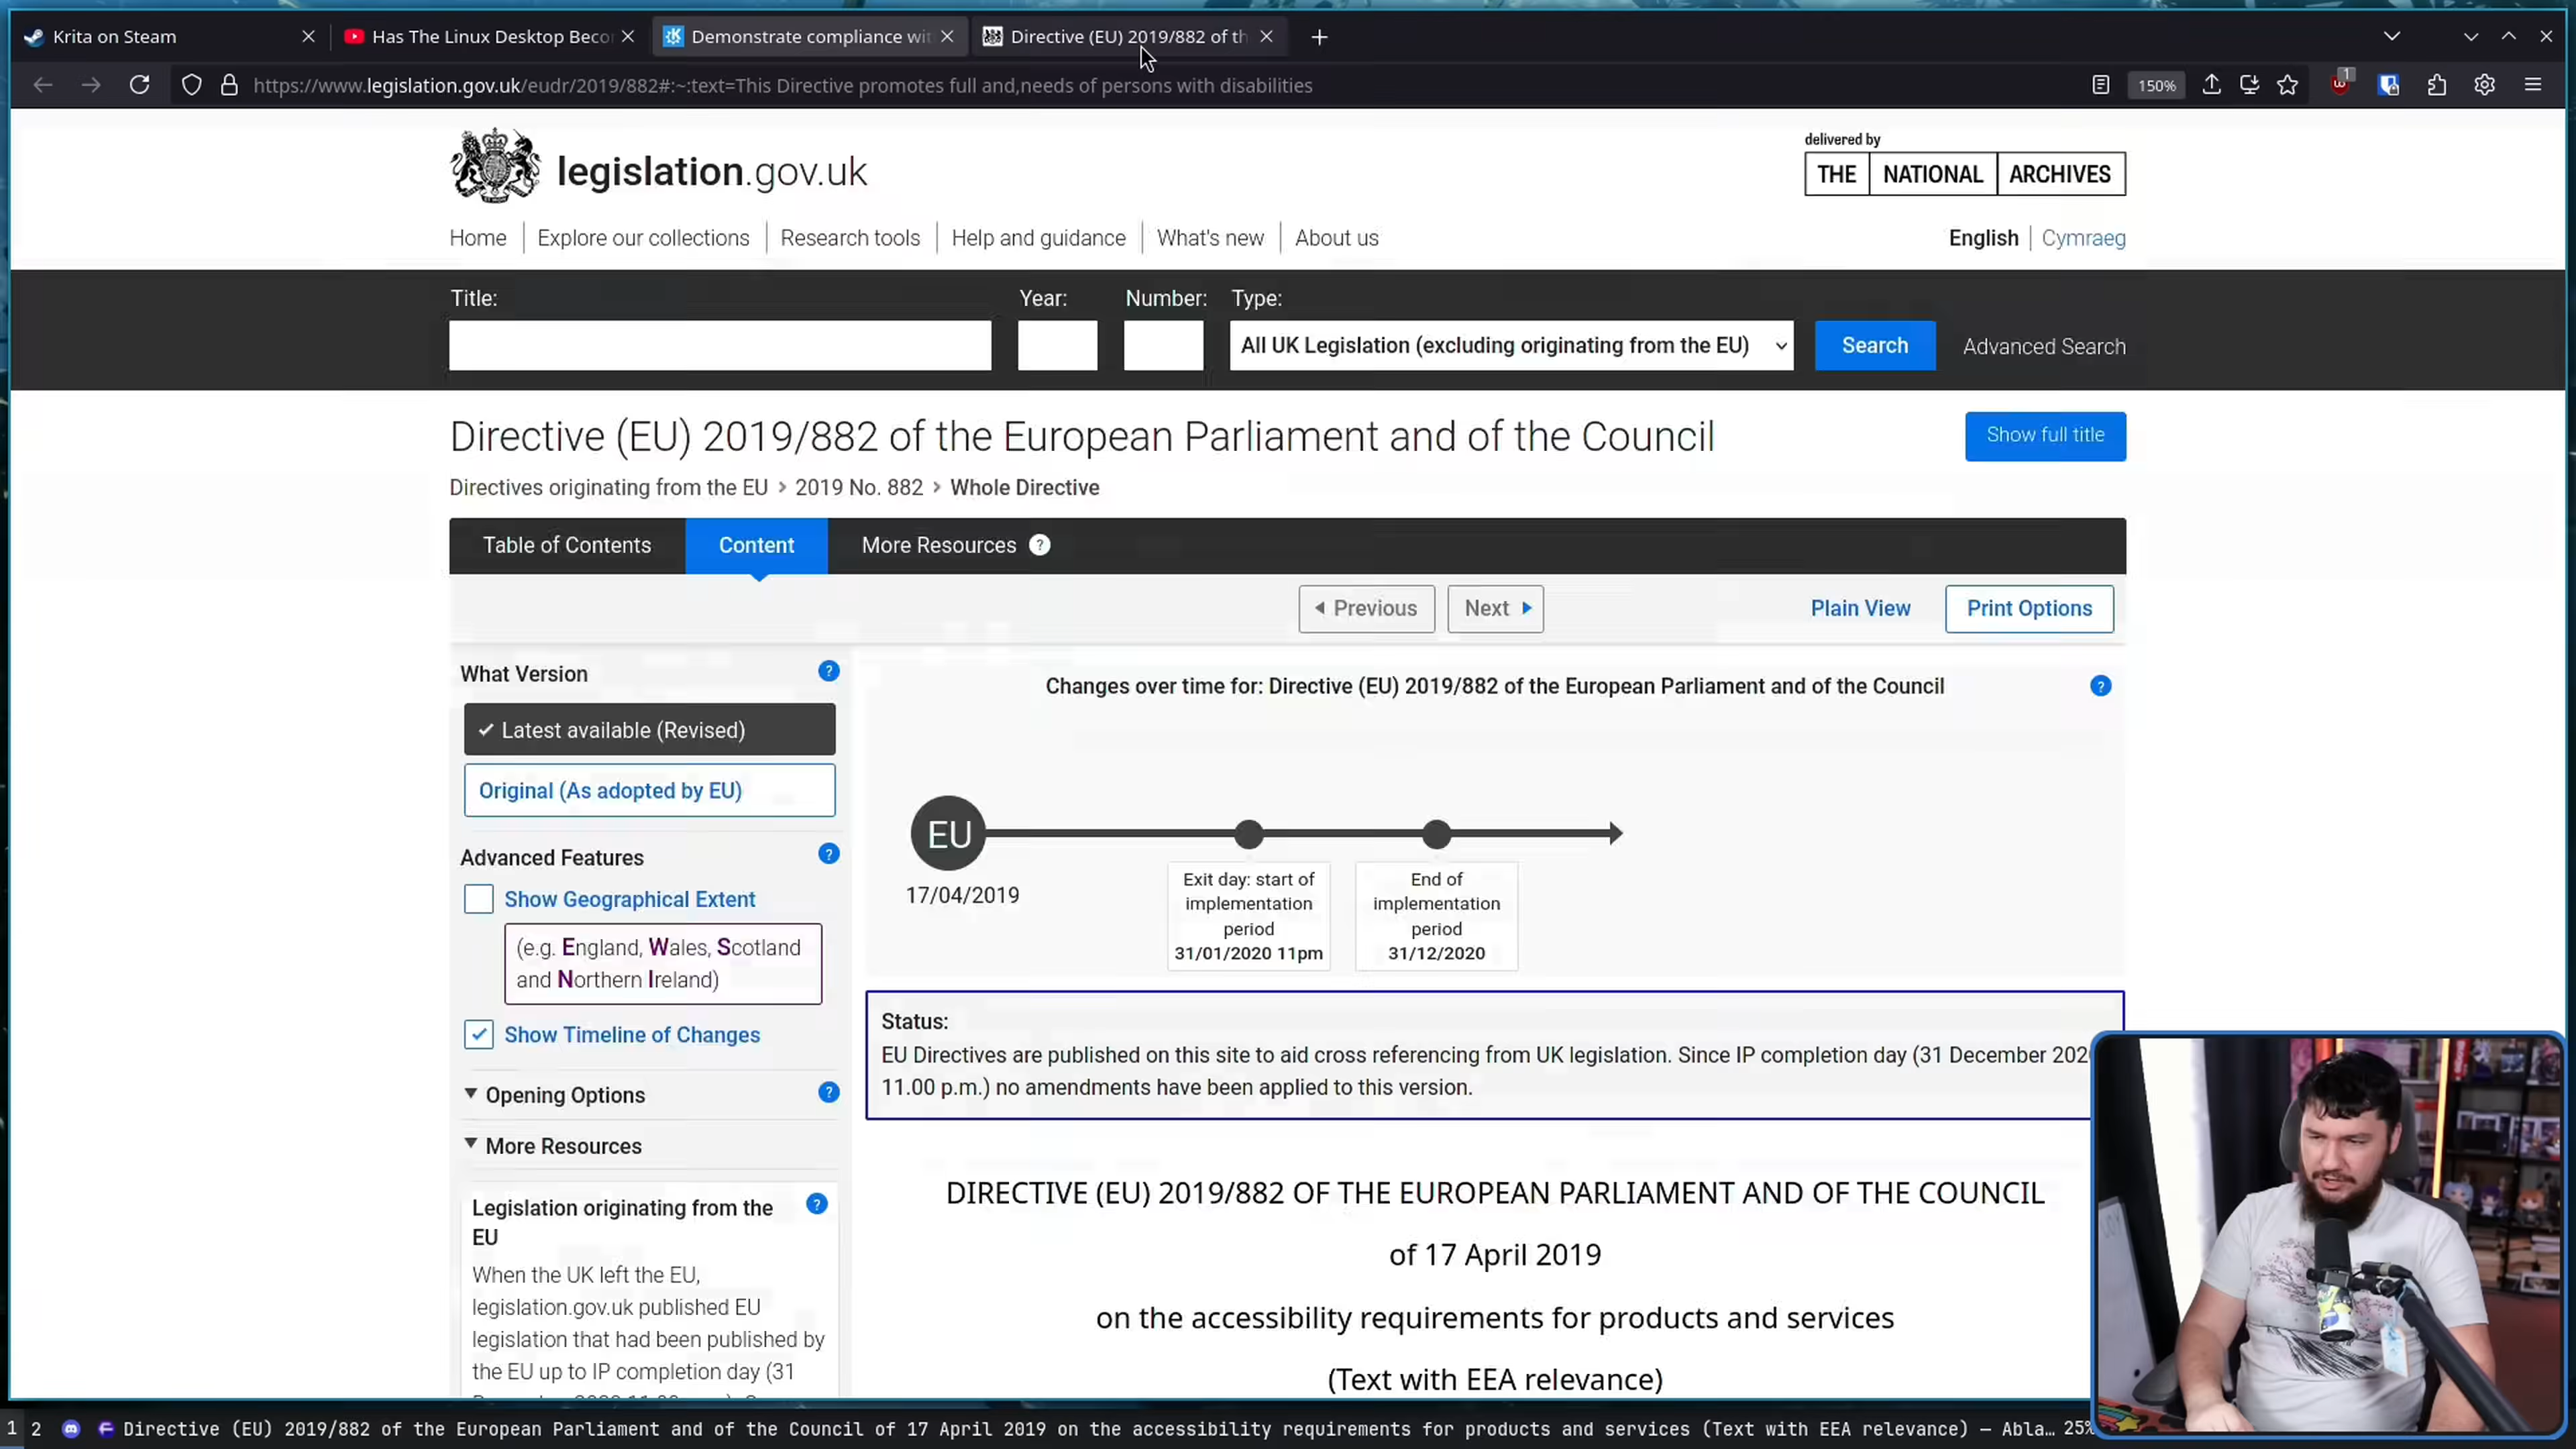 Krita on Steam
Has The Linux Desktop Beco
Demonstrate compliance wit
Directive (EU) 2019/882 of th
https://www.legislation.gov.uk/eudr/2019/882#:~:text=This Directive promotes full and,needs of persons with disabilities
150%
1
legislation.gov.uk
delivered by
THE NATIONAL ARCHIVES
Home
Explore our collections
Research tools
Help and guidance
What's new
About us
English
Cymraeg
Title:
Year:
Number:
Type:
All UK Legislation (excluding originating from the EU)
Search
Advanced Search
Directive (EU) 2019/882 of the European Parliament and of the Council
Show full title
Directives originating from the EU > 2019 No. 882 > Whole Directive
Table of Contents
Content
More Resources ?
Previous
Next
Plain View
Print Options
What Version ?
Latest available (Revised)
Original (As adopted by EU)
Advanced Features ?
Show Geographical Extent
(e.g. England, Wales, Scotland
and Northern Ireland)
Show Timeline of Changes
Opening Options ?
More Resources
Legislation originating from the ?
EU
When the UK left the EU,
legislation.gov.uk published EU
legislation that had been published by
the EU up to IP completion day (31
Changes over time for: Directive (EU) 2019/882 of the European Parliament and of the Council ?
EU
17/04/2019
Exit day: start of
implementation
period
31/01/2020 11pm
End of
implementation
period
31/12/2020
Status:
EU Directives are published on this site to aid cross referencing from UK legislation. Since IP completion day (31 December 202
11.00 p.m.) no amendments have been applied to this version.
DIRECTIVE (EU) 2019/882 OF THE EUROPEAN PARLIAMENT AND OF THE COUNCIL
of 17 April 2019
on the accessibility requirements for products and services
(Text with EEA relevance)
1 2 Directive (EU) 2019/882 of the European Parliament and of the Council of 17 April 2019 on the accessibility requirements for products and services (Text with EEA relevance) — Abla… 25%